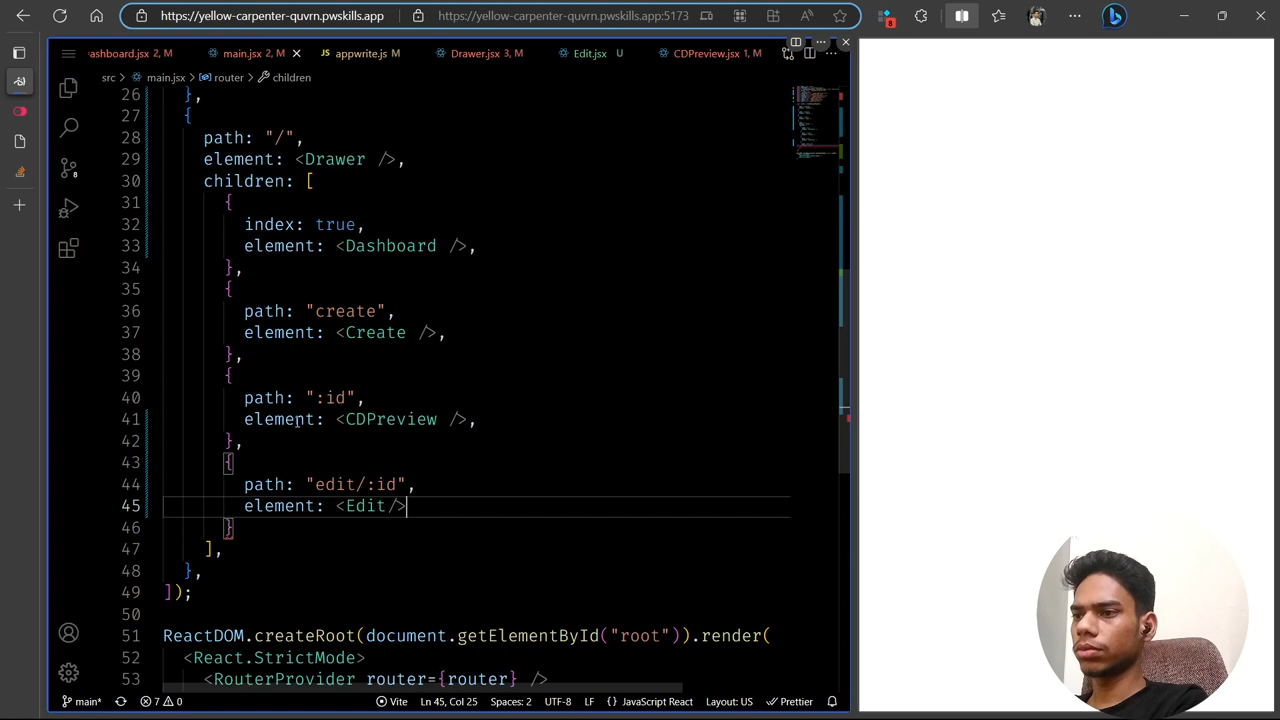 https://yellow-carpenter-quvrn.pwskills.app
https://yellow-carpenter-quvrn.pwskills.app:5173
8
ashboard.jsx 2, M
main.jsx 2, M
appwrite.js M
Drawer.jsx 3, M
Edit.jsx U
CDPreview.jsx 1, M
src > main.jsx > router > children
26 },
27 {
28 path: "/",
29 element: <Drawer />,
30 children: [
31 {
32 index: true,
33 element: <Dashboard />,
34 },
35 {
36 path: "create",
37 element: <Create />,
38 },
39 {
40 path: ":id",
41 element: <CDPreview />,
42 },
43 {
44 path: "edit/:id",
45 element: <Edit/>
46 }
47 ],
48 },
49 ]);
50
51 ReactDOM.createRoot(document.getElementById("root")).render(
52 <React.StrictMode>
53 <RouterProvider router={router} />
8
main* 7 0 Vite Ln 45, Col 25 Spaces: 2 UTF-8 LF {} JavaScript React Layout: US Prettier